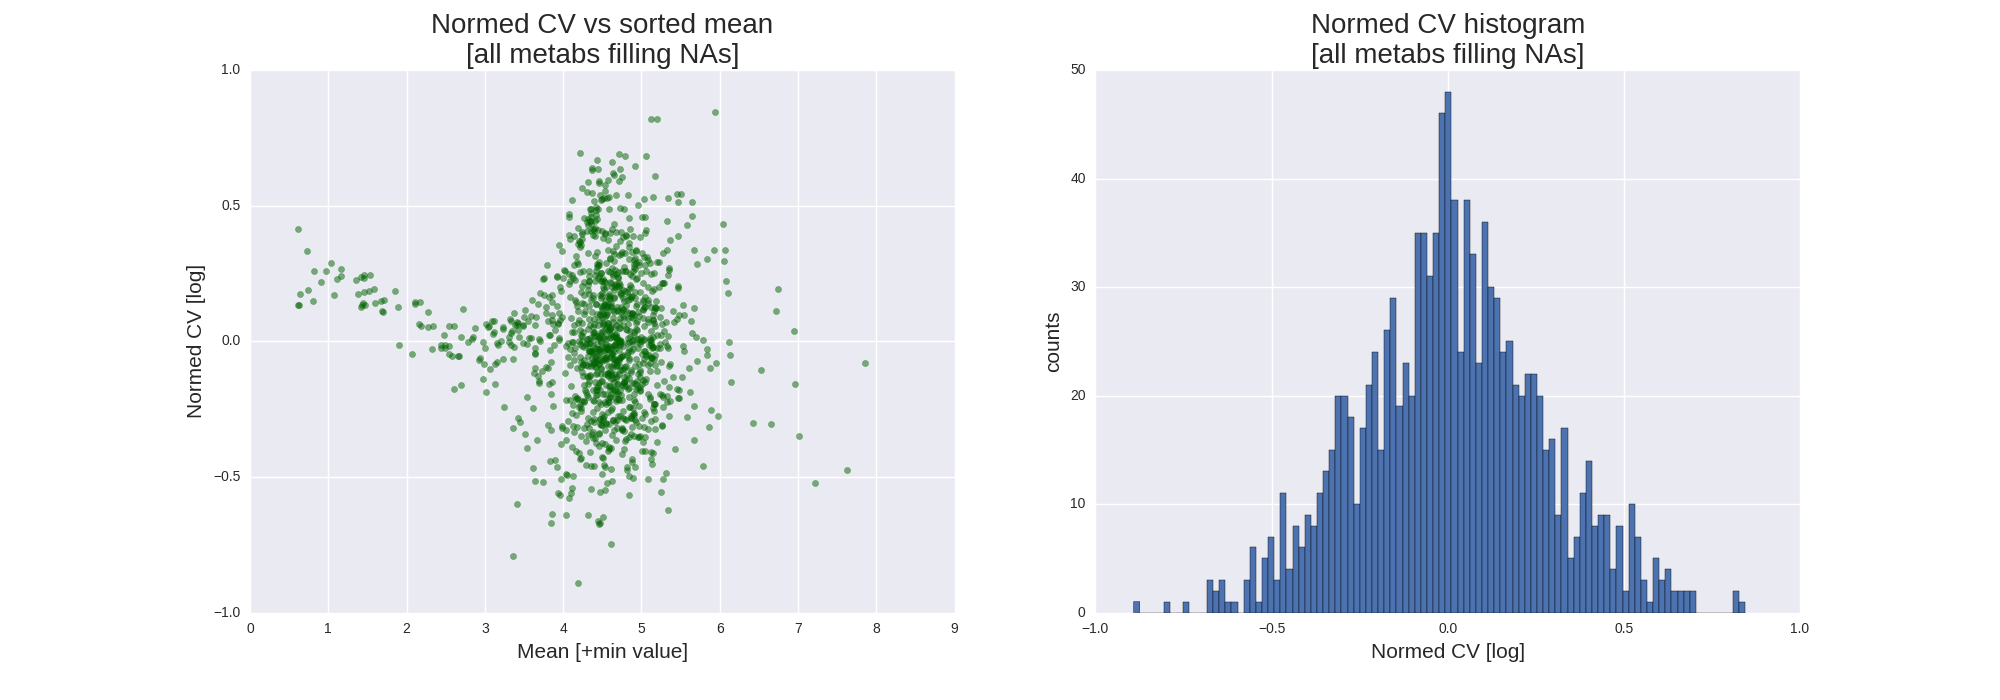 Normed CV vs sorted mean
[all metabs filling NAs]
1.0
0.5
0.0
−0.5
−1.0
Normed CV [log]
0 1 2 3 4 5 6 7 8 9
Mean [+min value]
Normed CV histogram
[all metabs filling NAs]
50
40
30
20
10
0
counts
−1.0 −0.5 0.0 0.5 1.0
Normed CV [log]